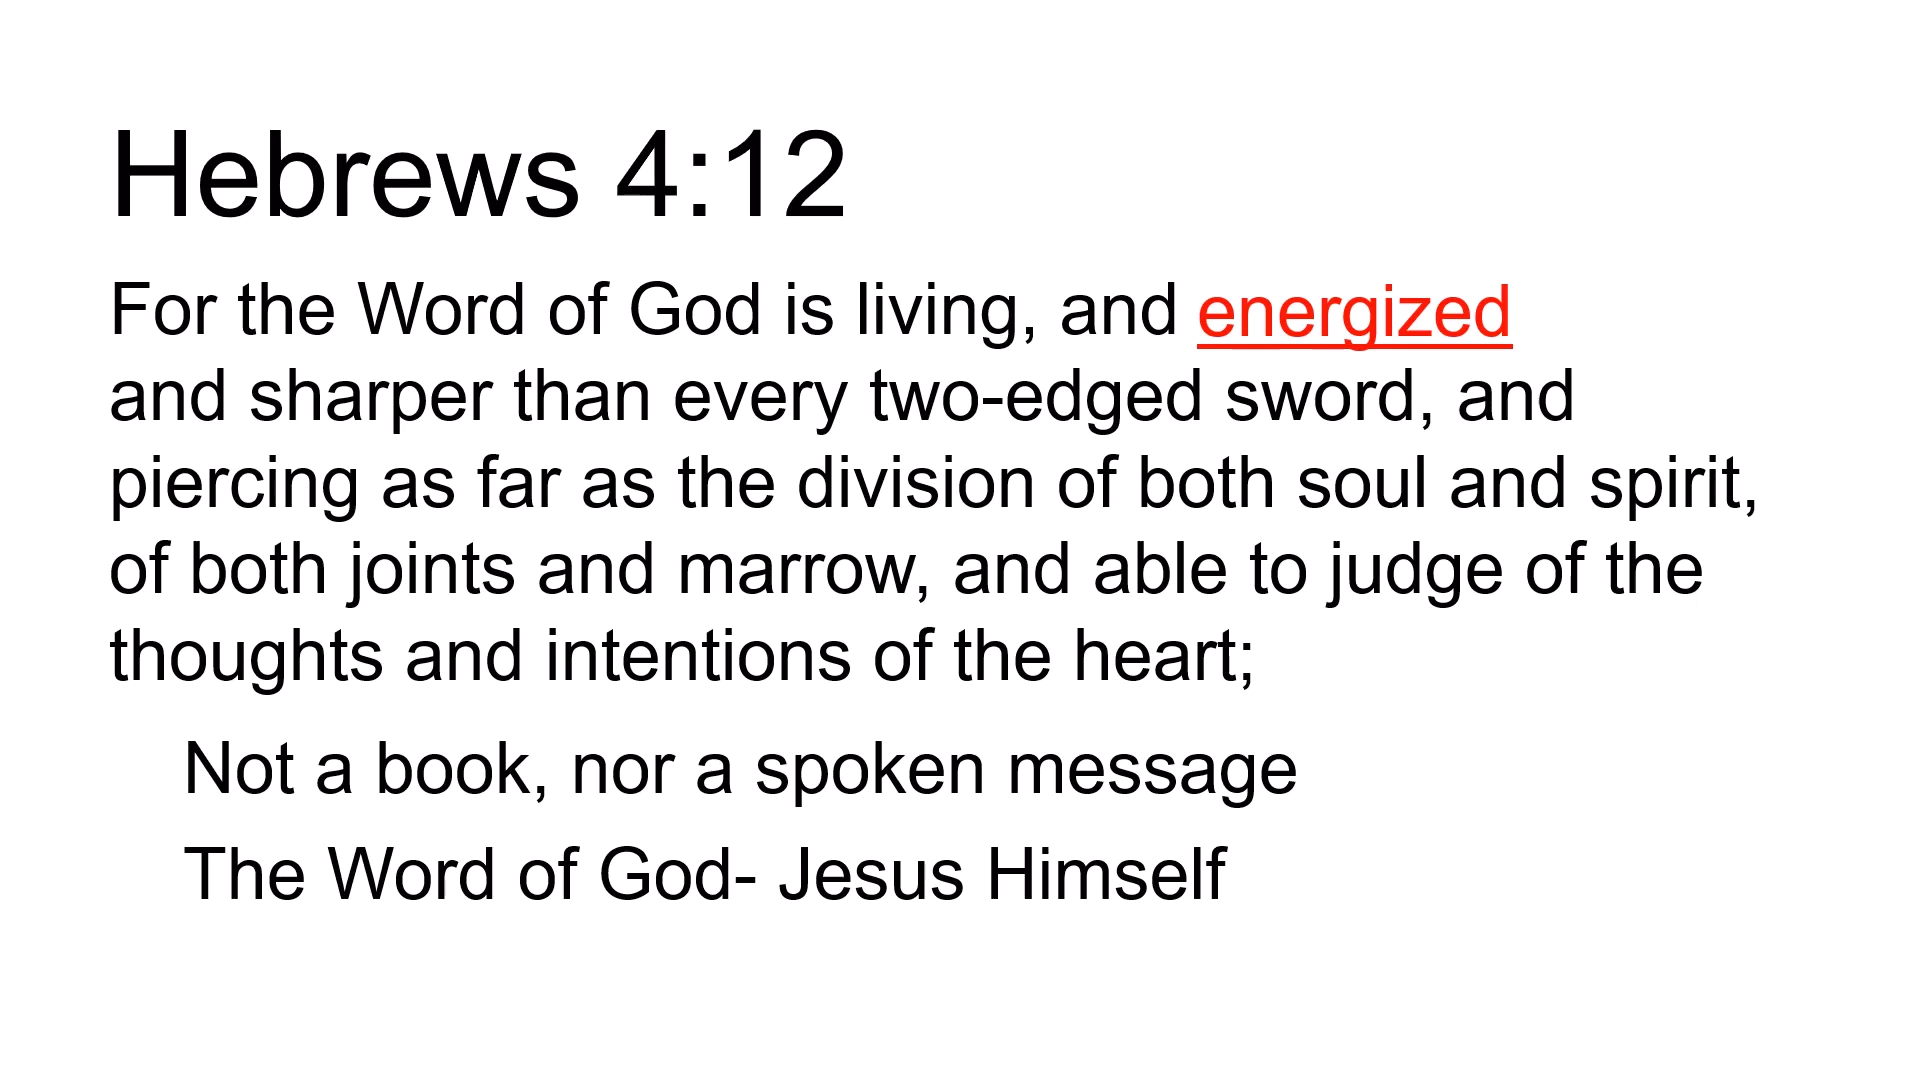 Hebrews 4:12
For the Word of God is living, and energized
and sharper than every two-edged sword, and
piercing as far as the division of both soul and spirit,
of both joints and marrow, and able to judge of the
thoughts and intentions of the heart;
Not a book, nor a spoken message
The Word of God- Jesus Himself